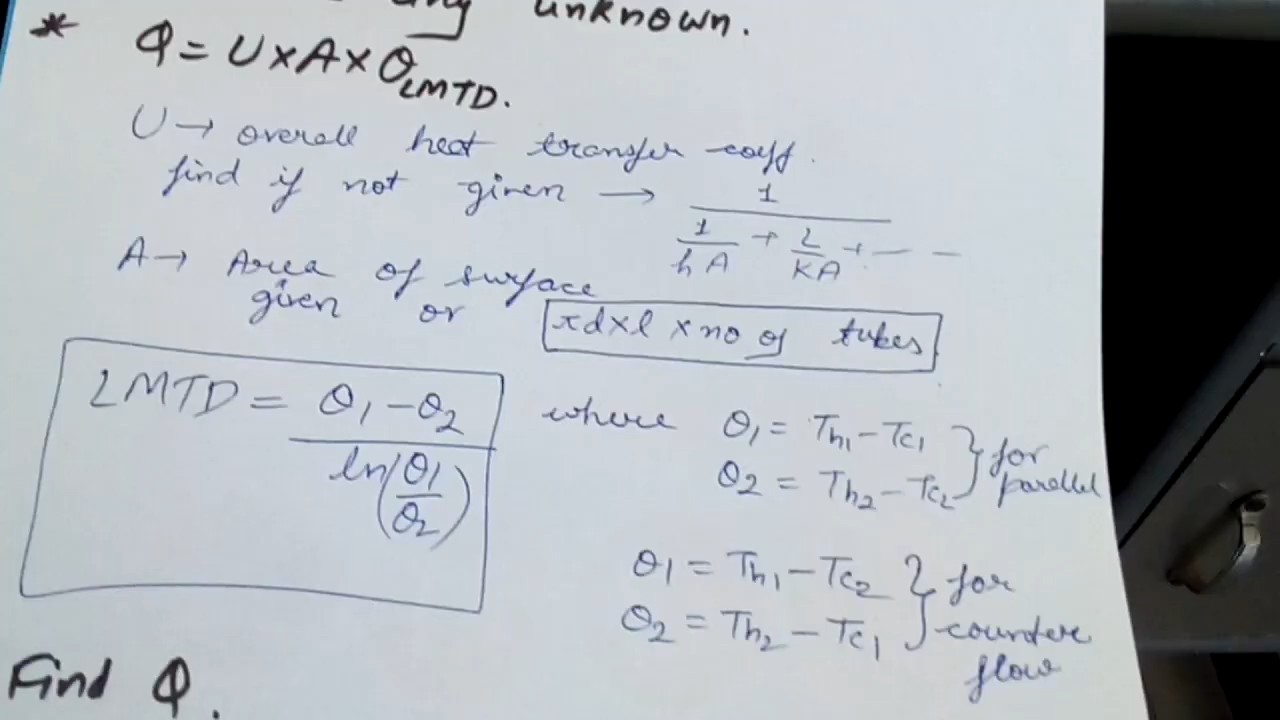 any unknown.
* Q = U×A×θLMTD.
U → overall heat transfer coeff.
find if not given → 1 / (1/hA + L/KA + - - -)
A → Area of surface
given or πd×l×no of tubes
LMTD = θ1 - θ2 / ln(θ1/θ2)
where θ1 = Th1 - Tc1
θ2 = Th2 - Tc2 } for parallel
θ1 = Th1 - Tc2
θ2 = Th2 - Tc1 } for counter flow
Find Q.